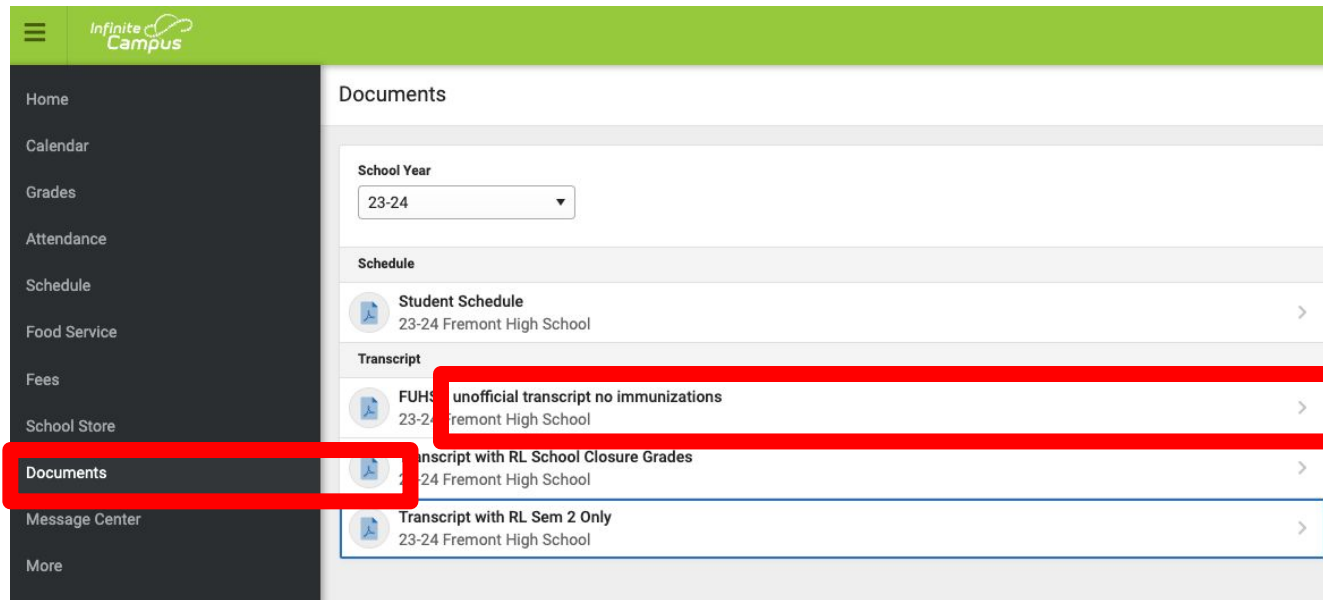 Infinite
Campus
Home
Calendar
Grades
Attendance
Schedule
Food Service
Fees
School Store
Documents
Message Center
More
Documents
School Year
23-24
Schedule
Student Schedule
23-24 Fremont High School
Transcript
unofficial transcript no immunizations
23-24 Fremont High School
with RL School Closure Grades
Fremont High School
Transcript with RL Sem 2 Only
23-24 Fremont High School